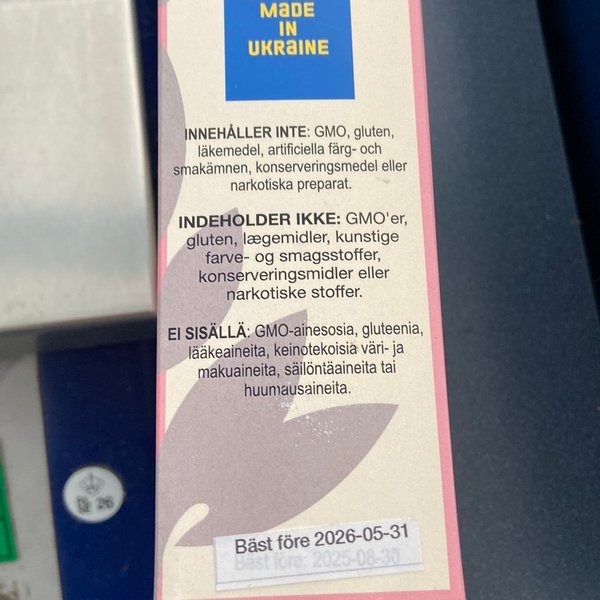 MADE
IN
UKRAINE
INNEHÅLLER INTE: GMO, gluten,
läkemedel, artificiella färg- och
smakämnen, konserveringsmedel eller
narkotiska preparat.
INDEHOLDER IKKE: GMO'er,
gluten, lægemidler, kunstige
farve- og smagsstoffer,
konserveringsmidler eller
narkotiske stoffer.
EI SISÄLLÄ: GMO-ainesosia, gluteenia,
lääkeaineita, keinotekoisia väri- ja
makuaineita, säilöntäaineita tai
huumausaineita.
26
Bäst före 2026-05-31
Bäst före: 2025-08-30